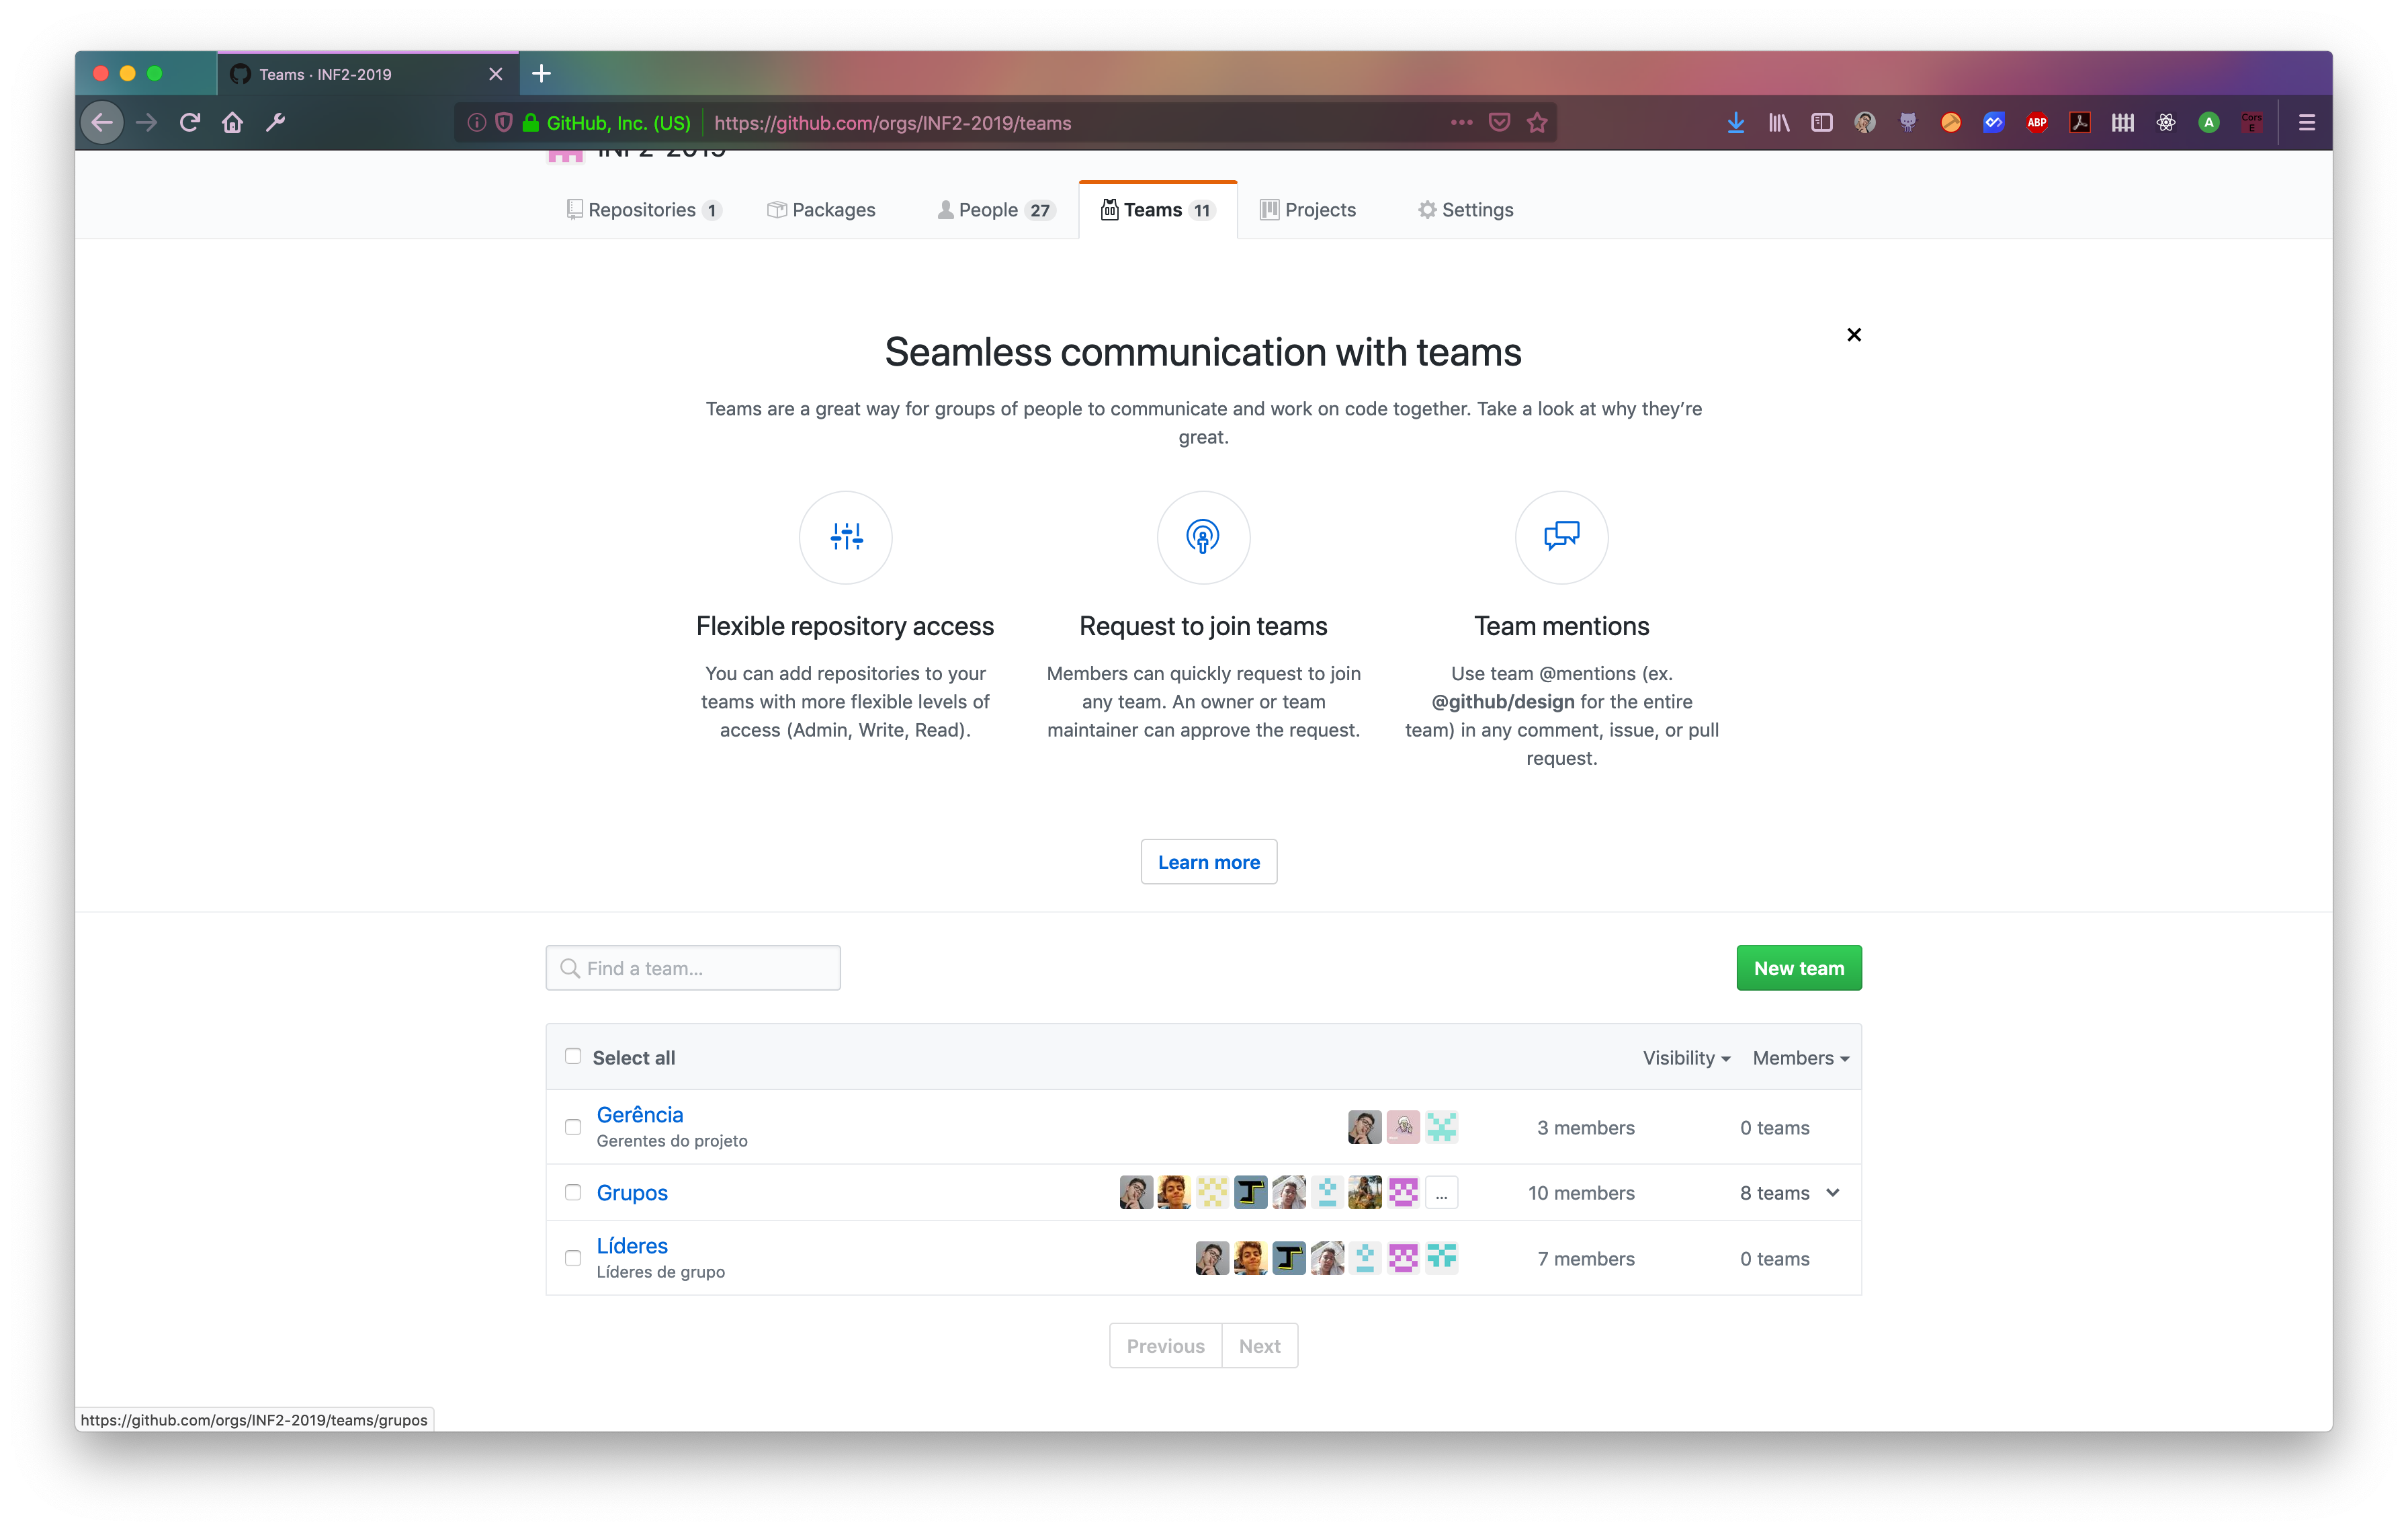 Teams · INF2-2019
GitHub, Inc. (US)
https://github.com/orgs/INF2-2019/teams
ABP
A
Cors
E
INF2-2019
Repositories 1
Packages
People 27
Teams 11
Projects
Settings
Seamless communication with teams
Teams are a great way for groups of people to communicate and work on code together. Take a look at why they’re
great.
Flexible repository access
You can add repositories to your
teams with more flexible levels of
access (Admin, Write, Read).
Request to join teams
Members can quickly request to join
any team. An owner or team
maintainer can approve the request.
Team mentions
Use team @mentions (ex.
@github/design for the entire
team) in any comment, issue, or pull
request.
Learn more
Find a team...
New team
Select all
Visibility
Members
Gerência
Gerentes do projeto
3 members
0 teams
Grupos
...
10 members
8 teams
Líderes
Líderes de grupo
7 members
0 teams
Previous
Next
https://github.com/orgs/INF2-2019/teams/grupos